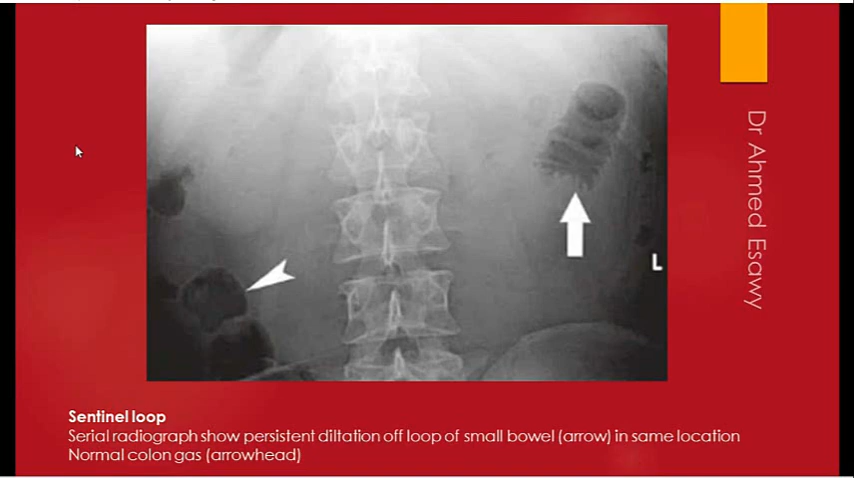 Dr Ahmed Esawy
L
Sentinel loop
Serial radiograph show persistent diltation off loop of small bowel (arrow) in same location
Normal colon gas (arrowhead)